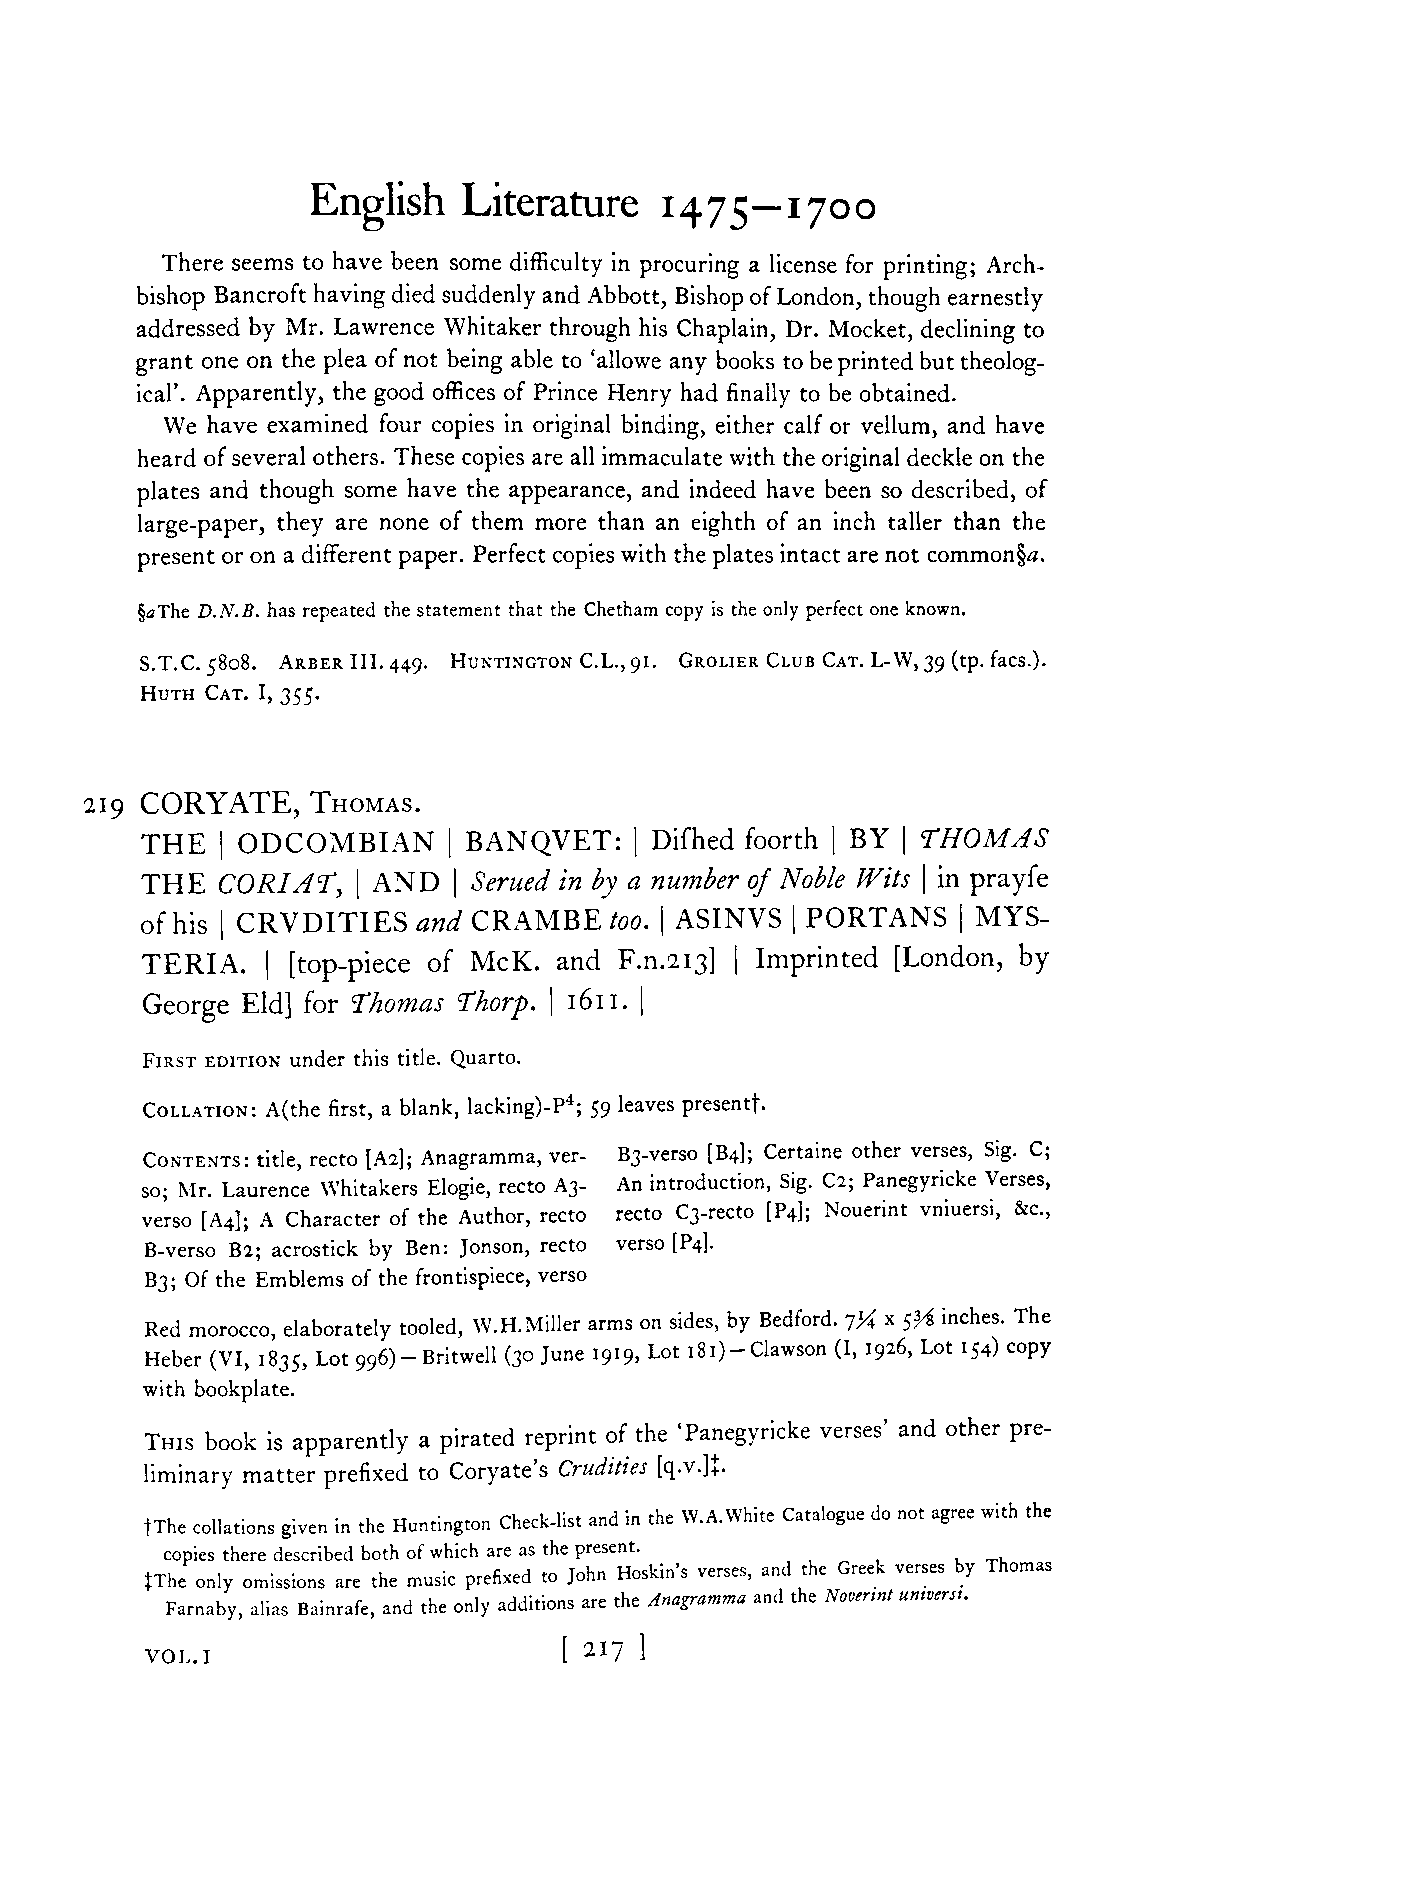 English Literature 1475—1700
There seems to have been some difficulty in procuring a license for printing; Arch-
bishop Bancroft having died suddenly and Abbott, Bishop of London, though earnestly
addressed by Mr. Lawrence Whitaker through his Chaplain, Dr. Mocket, declining to
grant one on the plea of not being able to ‘allowe any books to be printed but theolog-
ical’. Apparently, the good offices of Prince Henry had finally to be obtained.
We have examined four copies in original binding, either calf or vellum, and have
heard of several others. These copies are all immaculate with the original deckle on the
plates and though some have the appearance, and indeed have been so described, of
large-paper, they are none of them more than an eighth of an inch taller than the
present or on a different paper. Perfect copies with the plates intact are not common§a.
§aThe D.N.B. has repeated the statement that the Chetham copy is the only perfect one known.
S.T.C. 5808. ARBER III. 449. HUNTINGTON C.L., 91. GROLIER CLUB CAT. L-W, 39 (tp. facs.).
HUTH CAT. I, 355.
219 CORYATE, THOMAS.
THE | ODCOMBIAN | BANQVET: | Diſhed foorth | BY | THOMAS
THE CORIAT, | AND | Serued in by a number of Noble Wits | in prayſe
of his | CRVDITIES and CRAMBE too. | ASINVS | PORTANS | MYS-
TERIA. | [top-piece of McK. and F.n.213] | Imprinted [London, by
George Eld] for Thomas Thorp. | 1611. |
FIRST EDITION under this title. Quarto.
COLLATION: A(the first, a blank, lacking)-P⁴; 59 leaves present†.
CONTENTS: title, recto [A2]; Anagramma, ver-
so; Mr. Laurence Whitakers Elogie, recto A3-
verso [A4]; A Character of the Author, recto
B-verso B2; acrostick by Ben: Jonson, recto
B3; Of the Emblems of the frontispiece, verso
B3-verso [B4]; Certaine other verses, Sig. C;
An introduction, Sig. C2; Panegyricke Verses,
recto C3-recto [P4]; Nouerint vniuersi, &c.,
verso [P4].
Red morocco, elaborately tooled, W.H.Miller arms on sides, by Bedford. 7¼ x 5⅜ inches. The
Heber (VI, 1835, Lot 996)—Britwell (30 June 1919, Lot 181)—Clawson (I, 1926, Lot 154) copy
with bookplate.
THIS book is apparently a pirated reprint of the ‘Panegyricke verses’ and other pre-
liminary matter prefixed to Coryate’s Crudities [q.v.]‡.
†The collations given in the Huntington Check-list and in the W.A.White Catalogue do not agree with the
copies there described both of which are as the present.
‡The only omissions are the music prefixed to John Hoskin’s verses, and the Greek verses by Thomas
Farnaby, alias Bainrafe, and the only additions are the Anagramma and the Noverint universi.
VOL. I [ 217 ]